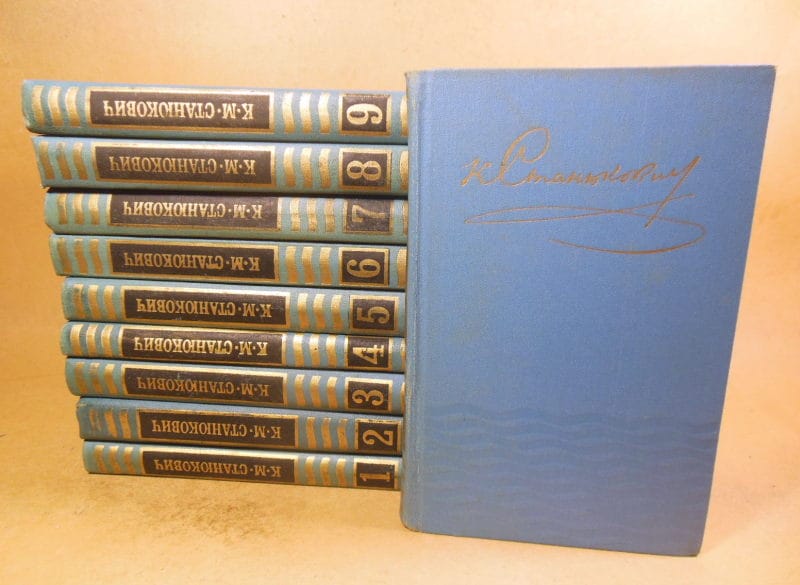 К·М·СТАНЮКОВИЧ 9
К·М·СТАНЮКОВИЧ 8
К·М·СТАНЮКОВИЧ 7
К·М·СТАНЮКОВИЧ 6
К·М·СТАНЮКОВИЧ 5
К·М·СТАНЮКОВИЧ 4
К·М·СТАНЮКОВИЧ 3
К·М·СТАНЮКОВИЧ 2
К·М·СТАНЮКОВИЧ 1
К Станюкович